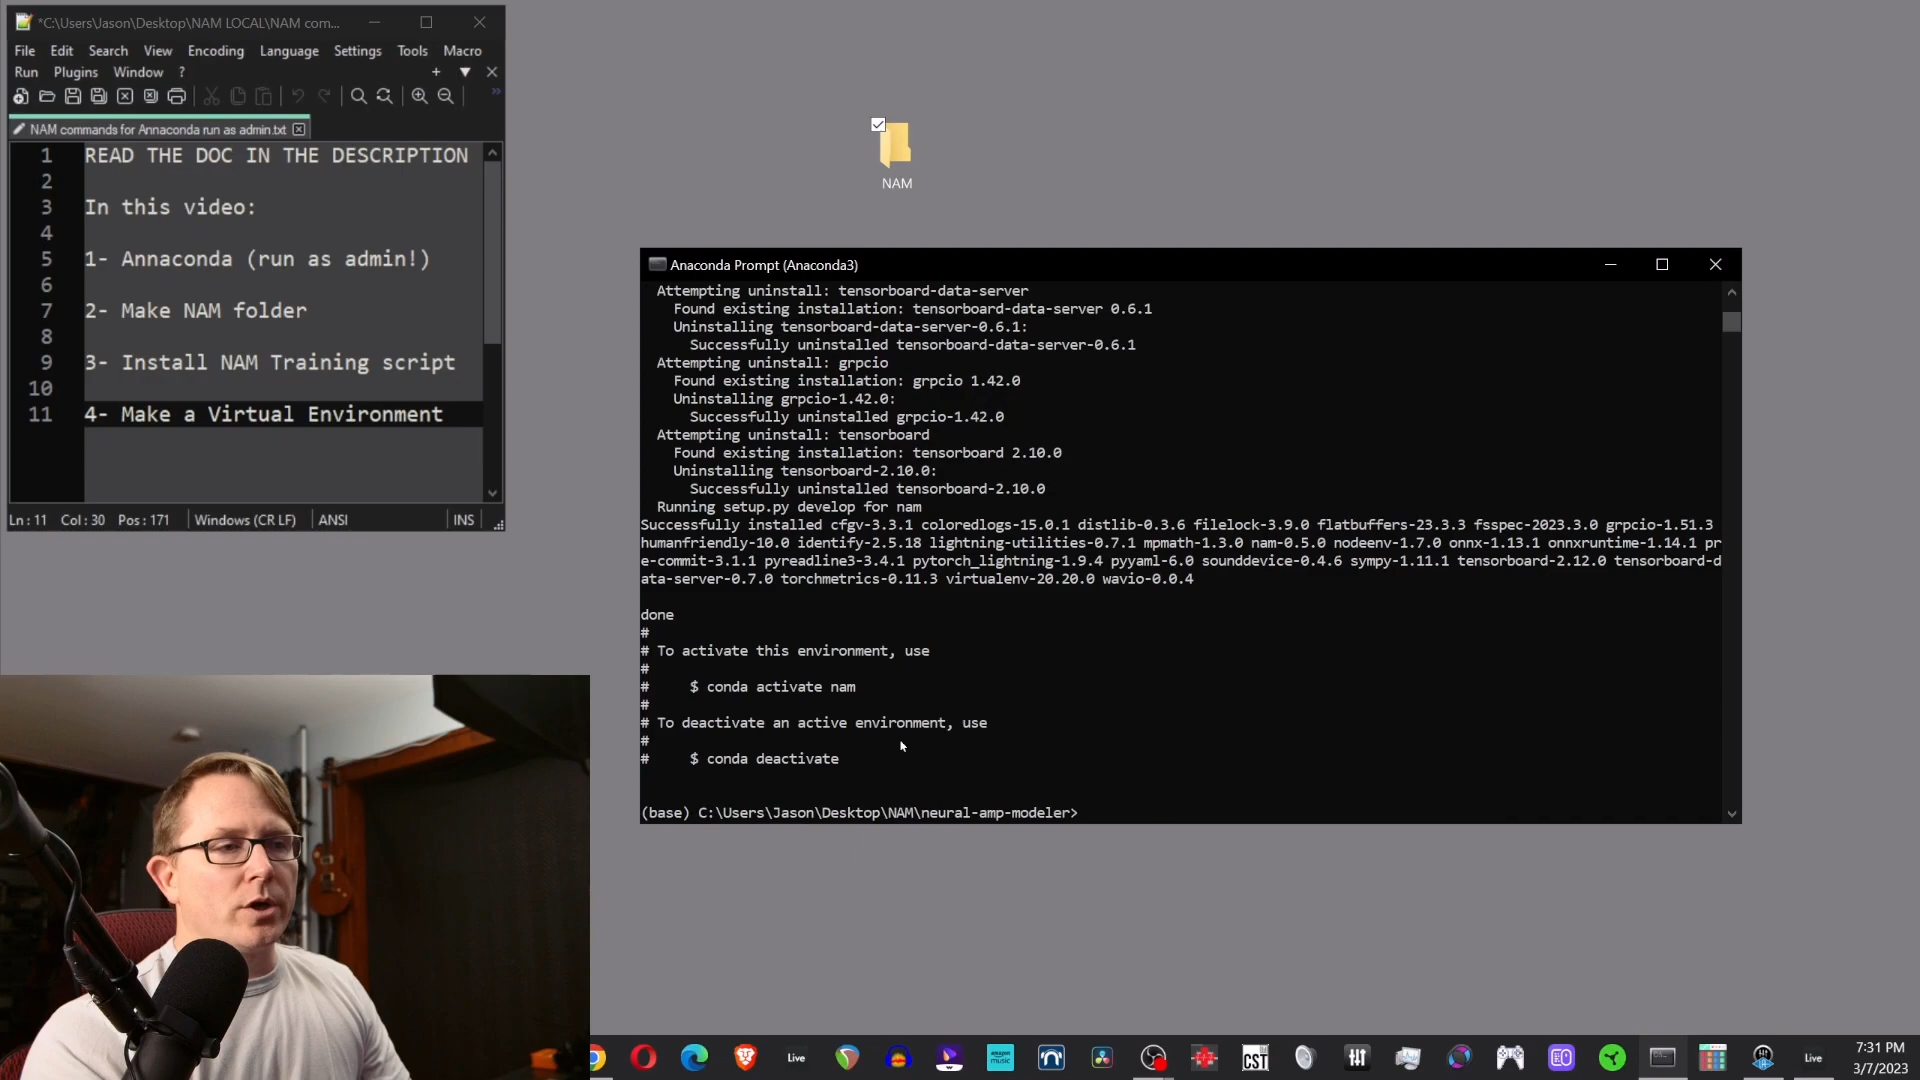 *C:\Users\Jason\Desktop\NAM LOCAL\NAM com...
File Edit Search View Encoding Language Settings Tools Macro
Run Plugins Window ?
NAM commands for Annaconda run as admin.txt
1 READ THE DOC IN THE DESCRIPTION
2
3 In this video:
4
5 1- Annaconda (run as admin!)
6
7 2- Make NAM folder
8
9 3- Install NAM Training script
10
11 4- Make a Virtual Environment
Ln : 11 Col : 30 Pos : 171 Windows (CR LF) ANSI INS
NAM
Anaconda Prompt (Anaconda3)
Attempting uninstall: tensorboard-data-server
Found existing installation: tensorboard-data-server 0.6.1
Uninstalling tensorboard-data-server-0.6.1:
Successfully uninstalled tensorboard-data-server-0.6.1
Attempting uninstall: grpcio
Found existing installation: grpcio 1.42.0
Uninstalling grpcio-1.42.0:
Successfully uninstalled grpcio-1.42.0
Attempting uninstall: tensorboard
Found existing installation: tensorboard 2.10.0
Uninstalling tensorboard-2.10.0:
Successfully uninstalled tensorboard-2.10.0
Running setup.py develop for nam
Successfully installed cfgv-3.3.1 coloredlogs-15.0.1 distlib-0.3.6 filelock-3.9.0 flatbuffers-23.3.3 fsspec-2023.3.0 grpcio-1.51.3
humanfriendly-10.0 identify-2.5.18 lightning-utilities-0.7.1 mpmath-1.3.0 nam-0.5.0 nodeenv-1.7.0 onnx-1.13.1 onnxruntime-1.14.1 pr
e-commit-3.1.1 pyreadline3-3.4.1 pytorch_lightning-1.9.4 pyyaml-6.0 sounddevice-0.4.6 sympy-1.11.1 tensorboard-2.12.0 tensorboard-d
ata-server-0.7.0 torchmetrics-0.11.3 virtualenv-20.20.0 wavio-0.0.4
done
#
# To activate this environment, use
#
# $ conda activate nam
#
# To deactivate an active environment, use
#
# $ conda deactivate
(base) C:\Users\Jason\Desktop\NAM\neural-amp-modeler>
Live
amazon music
CST
Live
7:31 PM
3/7/2023